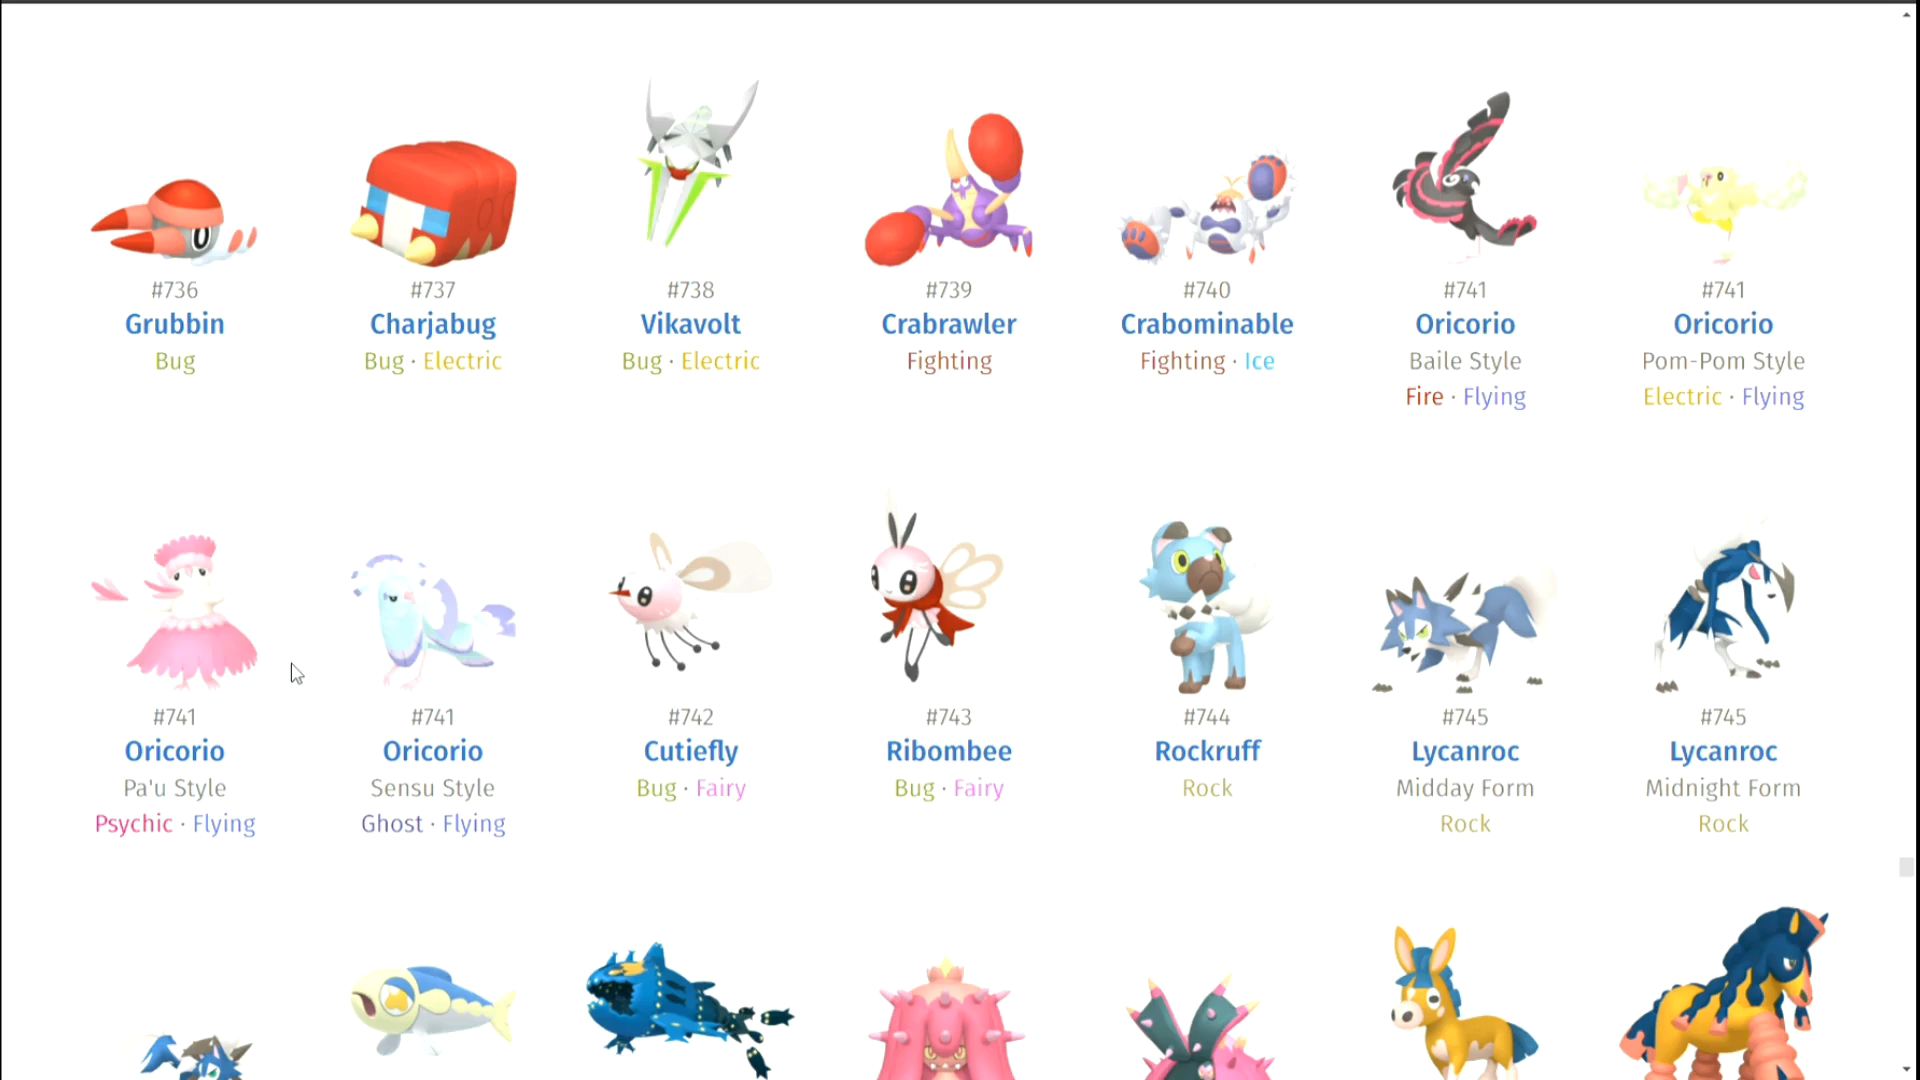 #736
Grubbin
Bug
#737
Charjabug
Bug · Electric
#738
Vikavolt
Bug · Electric
#739
Crabrawler
Fighting
#740
Crabominable
Fighting · Ice
#741
Oricorio
Baile Style
Fire · Flying
#741
Oricorio
Pom-Pom Style
Electric · Flying
#741
Oricorio
Pa'u Style
Psychic · Flying
#741
Oricorio
Sensu Style
Ghost · Flying
#742
Cutiefly
Bug · Fairy
#743
Ribombee
Bug · Fairy
#744
Rockruff
Rock
#745
Lycanroc
Midday Form
Rock
#745
Lycanroc
Midnight Form
Rock